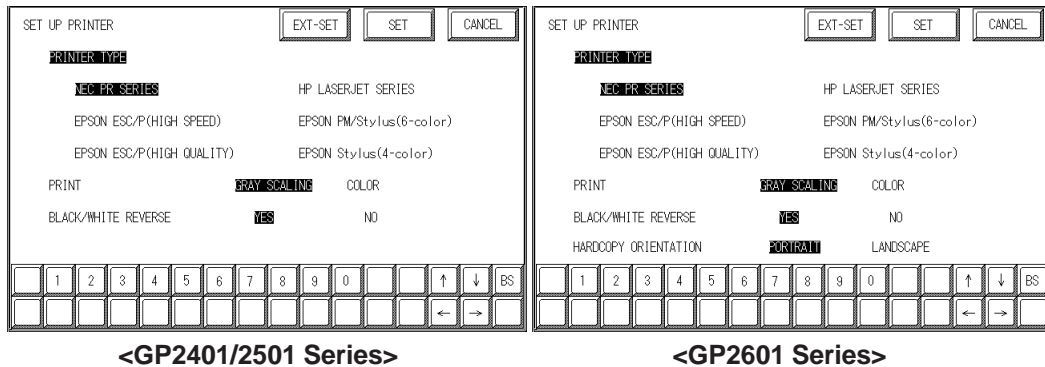 SET UP PRINTER EXT-SET SET CANCEL
PRINTER TYPE
NEC PR SERIES HP LASERJET SERIES
EPSON ESC/P(HIGH SPEED) EPSON PM/Stylus(6-color)
EPSON ESC/P(HIGH QUALITY) EPSON Stylus(4-color)
PRINT GRAY SCALING COLOR
BLACK/WHITE REVERSE YES NO
1 2 3 4 5 6 7 8 9 0 ↑ ↓ BS
← →
<GP2401/2501 Series>
SET UP PRINTER EXT-SET SET CANCEL
PRINTER TYPE
NEC PR SERIES HP LASERJET SERIES
EPSON ESC/P(HIGH SPEED) EPSON PM/Stylus(6-color)
EPSON ESC/P(HIGH QUALITY) EPSON Stylus(4-color)
PRINT GRAY SCALING COLOR
BLACK/WHITE REVERSE YES NO
HARDCOPY ORIENTATION PORTRAIT LANDSCAPE
1 2 3 4 5 6 7 8 9 0 ↑ ↓ BS
← →
<GP2601 Series>